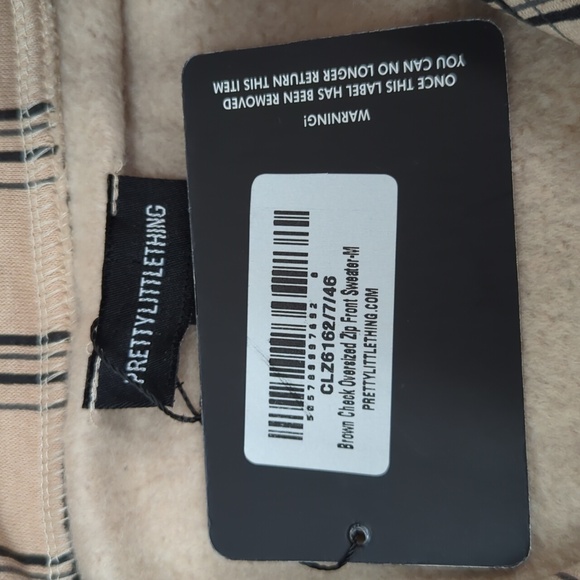 WARNING!
ONCE THIS LABEL HAS BEEN REMOVED
YOU CAN NO LONGER RETURN THIS ITEM
PRETTYLITTLETHING
CLZ6162/7/46
Brown Check Oversized Zip Front Sweater-M
PRETTYLITTLETHING.COM